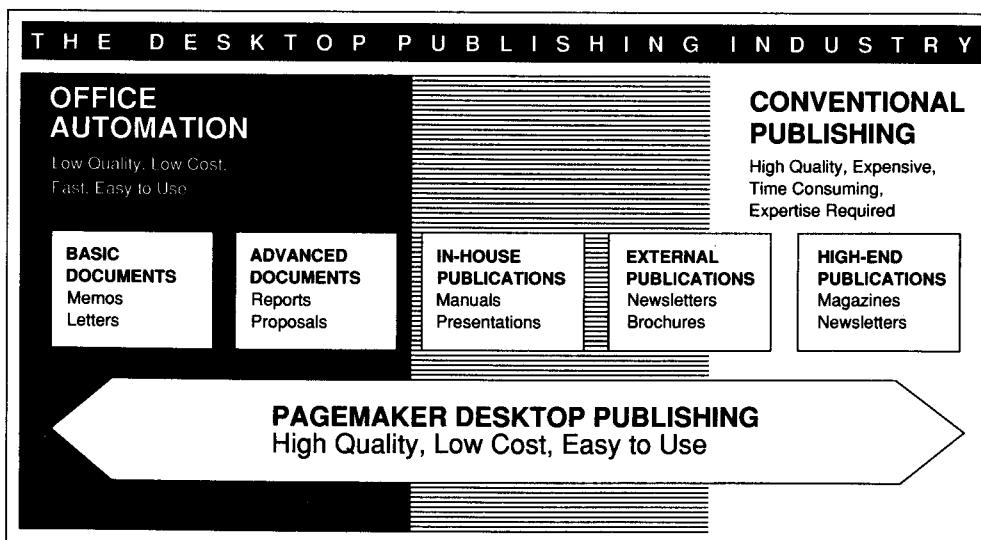 THE DESKTOP PUBLISHING INDUSTRY
OFFICE
AUTOMATION
Low Quality, Low Cost,
Fast, Easy to Use
CONVENTIONAL
PUBLISHING
High Quality, Expensive,
Time Consuming,
Expertise Required
BASIC
DOCUMENTS
Memos
Letters
ADVANCED
DOCUMENTS
Reports
Proposals
IN-HOUSE
PUBLICATIONS
Manuals
Presentations
EXTERNAL
PUBLICATIONS
Newsletters
Brochures
HIGH-END
PUBLICATIONS
Magazines
Newsletters
PAGEMAKER DESKTOP PUBLISHING
High Quality, Low Cost, Easy to Use